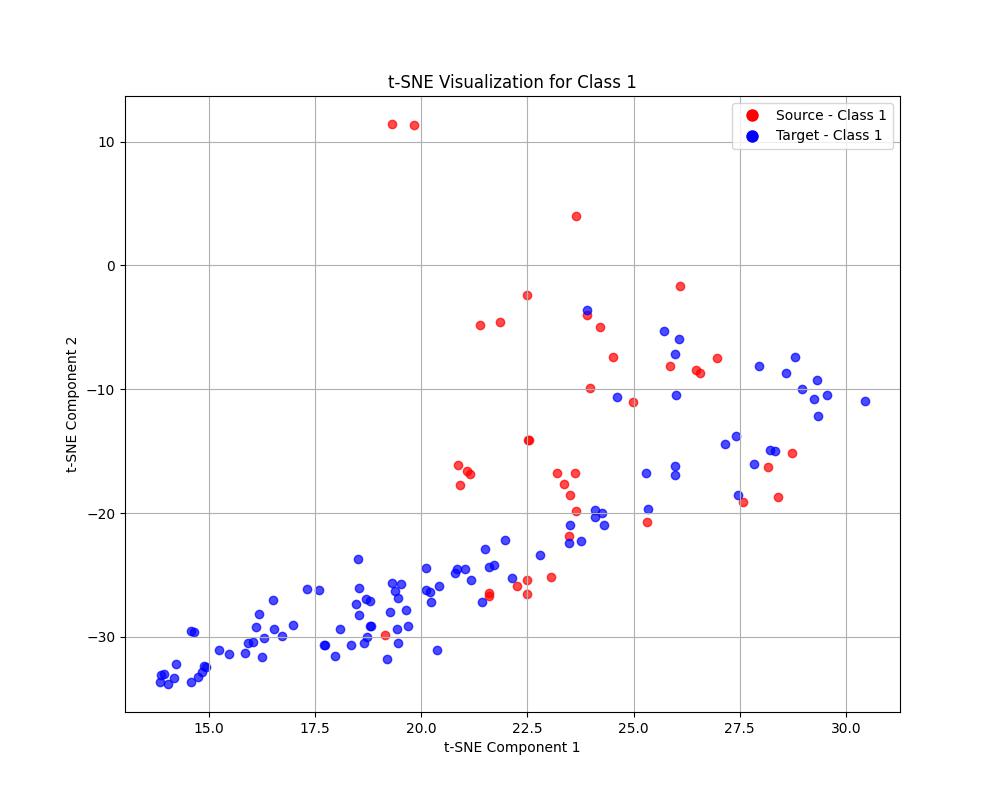 t-SNE Visualization for Class 1
Source - Class 1
Target - Class 1
10
0
−10
−20
−30
t-SNE Component 2
15.0 17.5 20.0 22.5 25.0 27.5 30.0
t-SNE Component 1